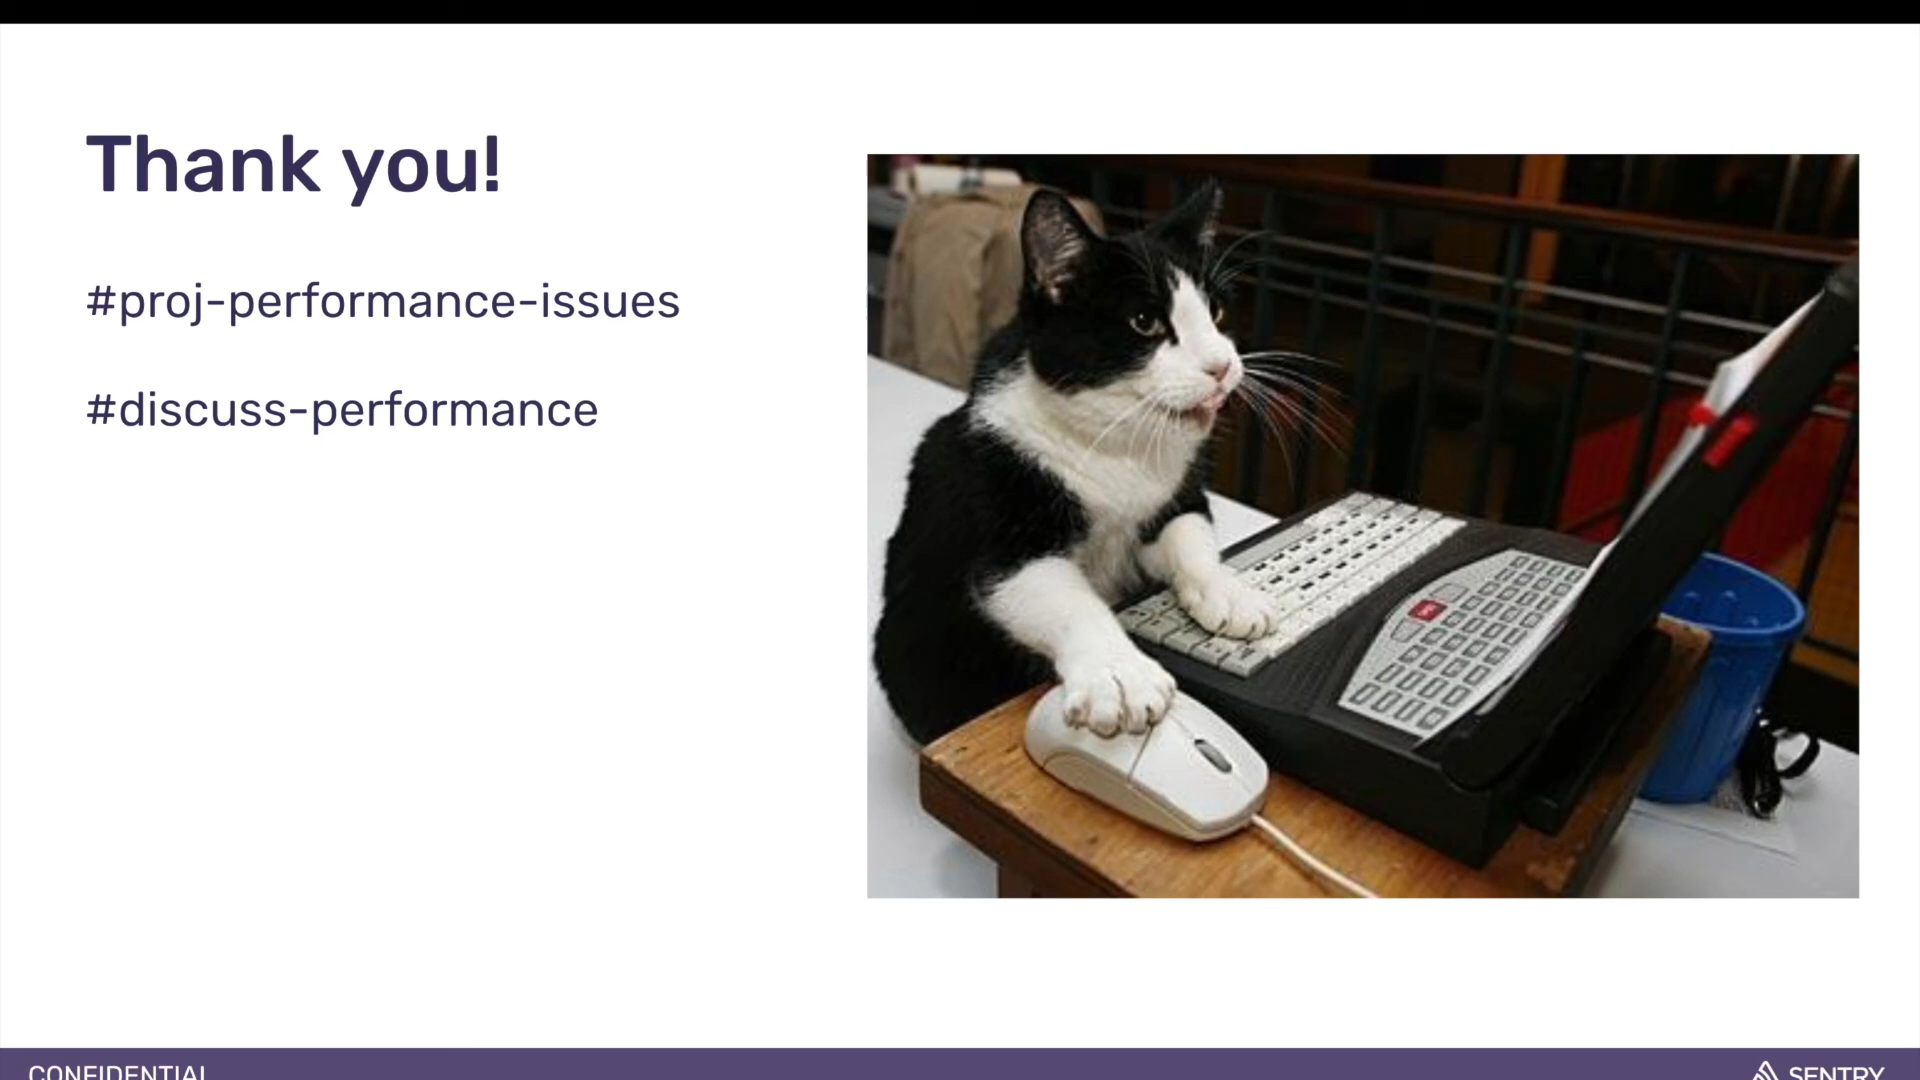 Thank you!
#proj-performance-issues
#discuss-performance
CONFIDENTIAL
SENTRY